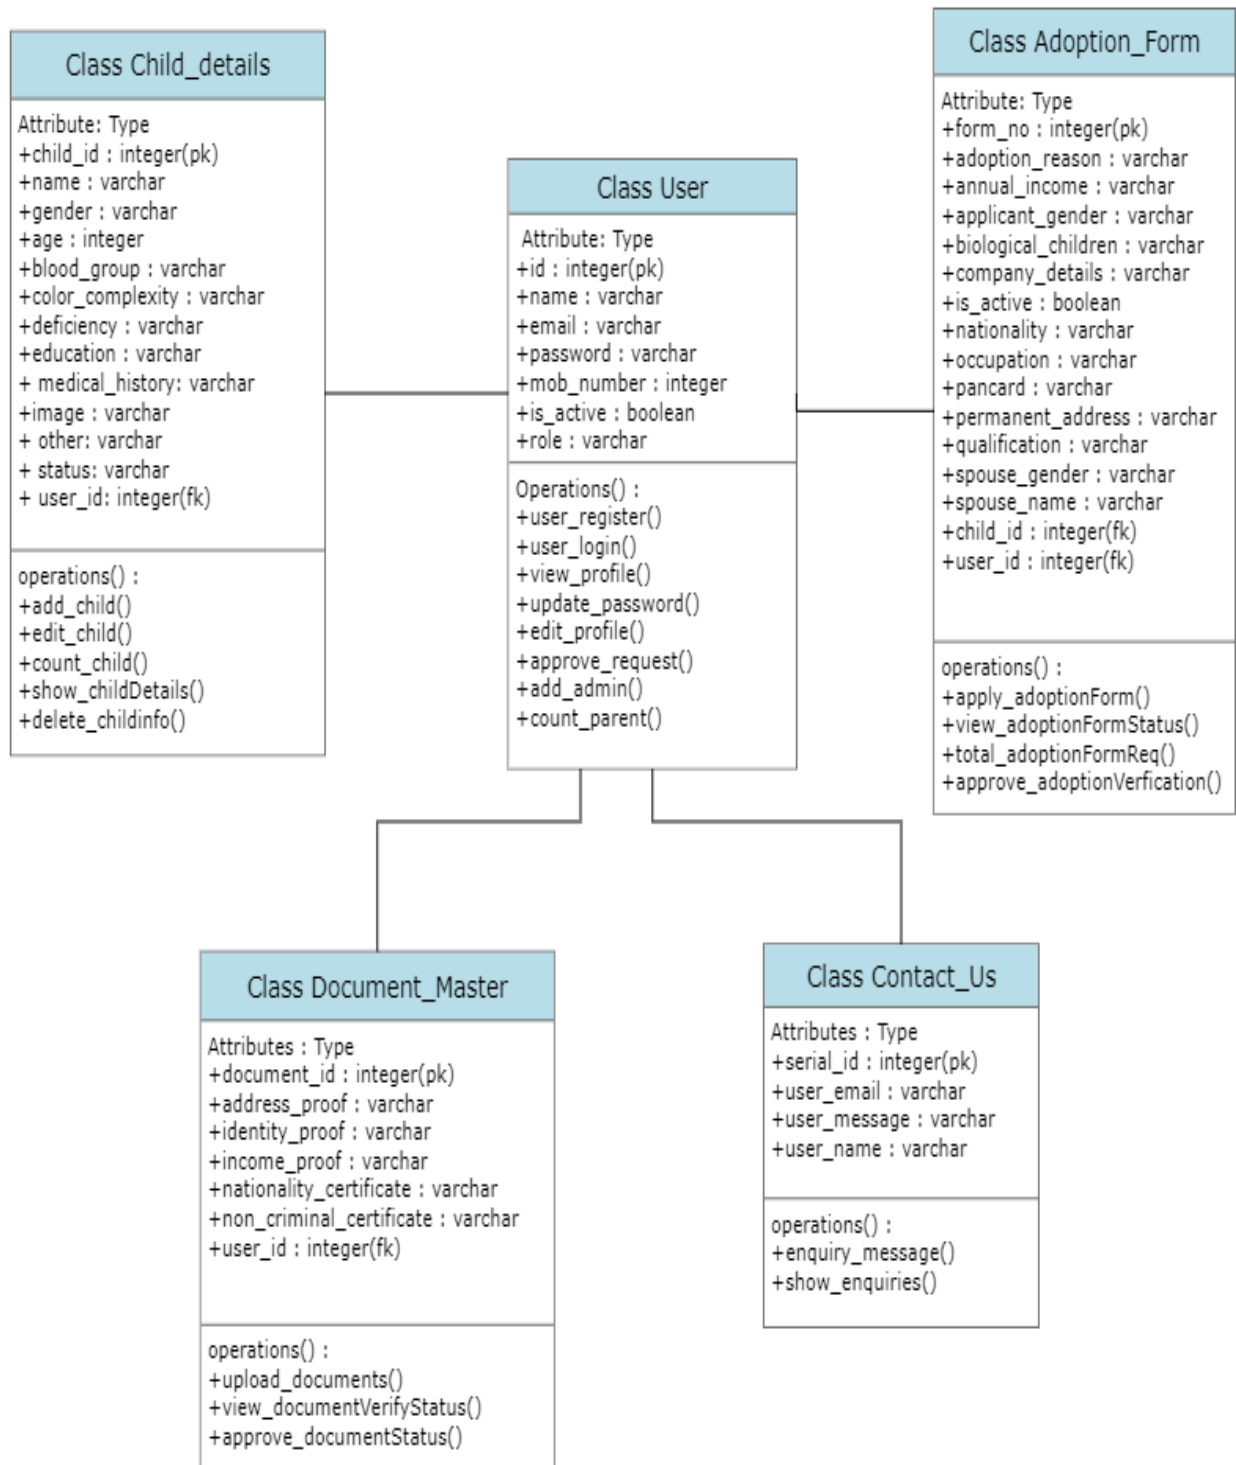 Class Child_details
Attribute: Type
+child_id : integer(pk)
+name : varchar
+gender : varchar
+age : integer
+blood_group : varchar
+color_complexity : varchar
+deficiency : varchar
+education : varchar
+ medical_history: varchar
+image : varchar
+ other: varchar
+ status: varchar
+ user_id: integer(fk)
operations() :
+add_child()
+edit_child()
+count_child()
+show_childDetails()
+delete_childinfo()
Class User
Attribute: Type
+id : integer(pk)
+name : varchar
+email : varchar
+password : varchar
+mob_number : integer
+is_active : boolean
+role : varchar
Operations() :
+user_register()
+user_login()
+view_profile()
+update_password()
+edit_profile()
+approve_request()
+add_admin()
+count_parent()
Class Adoption_Form
Attribute: Type
+form_no : integer(pk)
+adoption_reason : varchar
+annual_income : varchar
+applicant_gender : varchar
+biological_children : varchar
+company_details : varchar
+is_active : boolean
+nationality : varchar
+occupation : varchar
+pancard : varchar
+permanent_address : varchar
+qualification : varchar
+spouse_gender : varchar
+spouse_name : varchar
+child_id : integer(fk)
+user_id : integer(fk)
operations() :
+apply_adoptionForm()
+view_adoptionFormStatus()
+total_adoptionFormReq()
+approve_adoptionVerfication()
Class Document_Master
Attributes : Type
+document_id : integer(pk)
+address_proof : varchar
+identity_proof : varchar
+income_proof : varchar
+nationality_certificate : varchar
+non_criminal_certificate : varchar
+user_id : integer(fk)
operations() :
+upload_documents()
+view_documentVerifyStatus()
+approve_documentStatus()
Class Contact_Us
Attributes : Type
+serial_id : integer(pk)
+user_email : varchar
+user_message : varchar
+user_name : varchar
operations() :
+enquiry_message()
+show_enquiries()